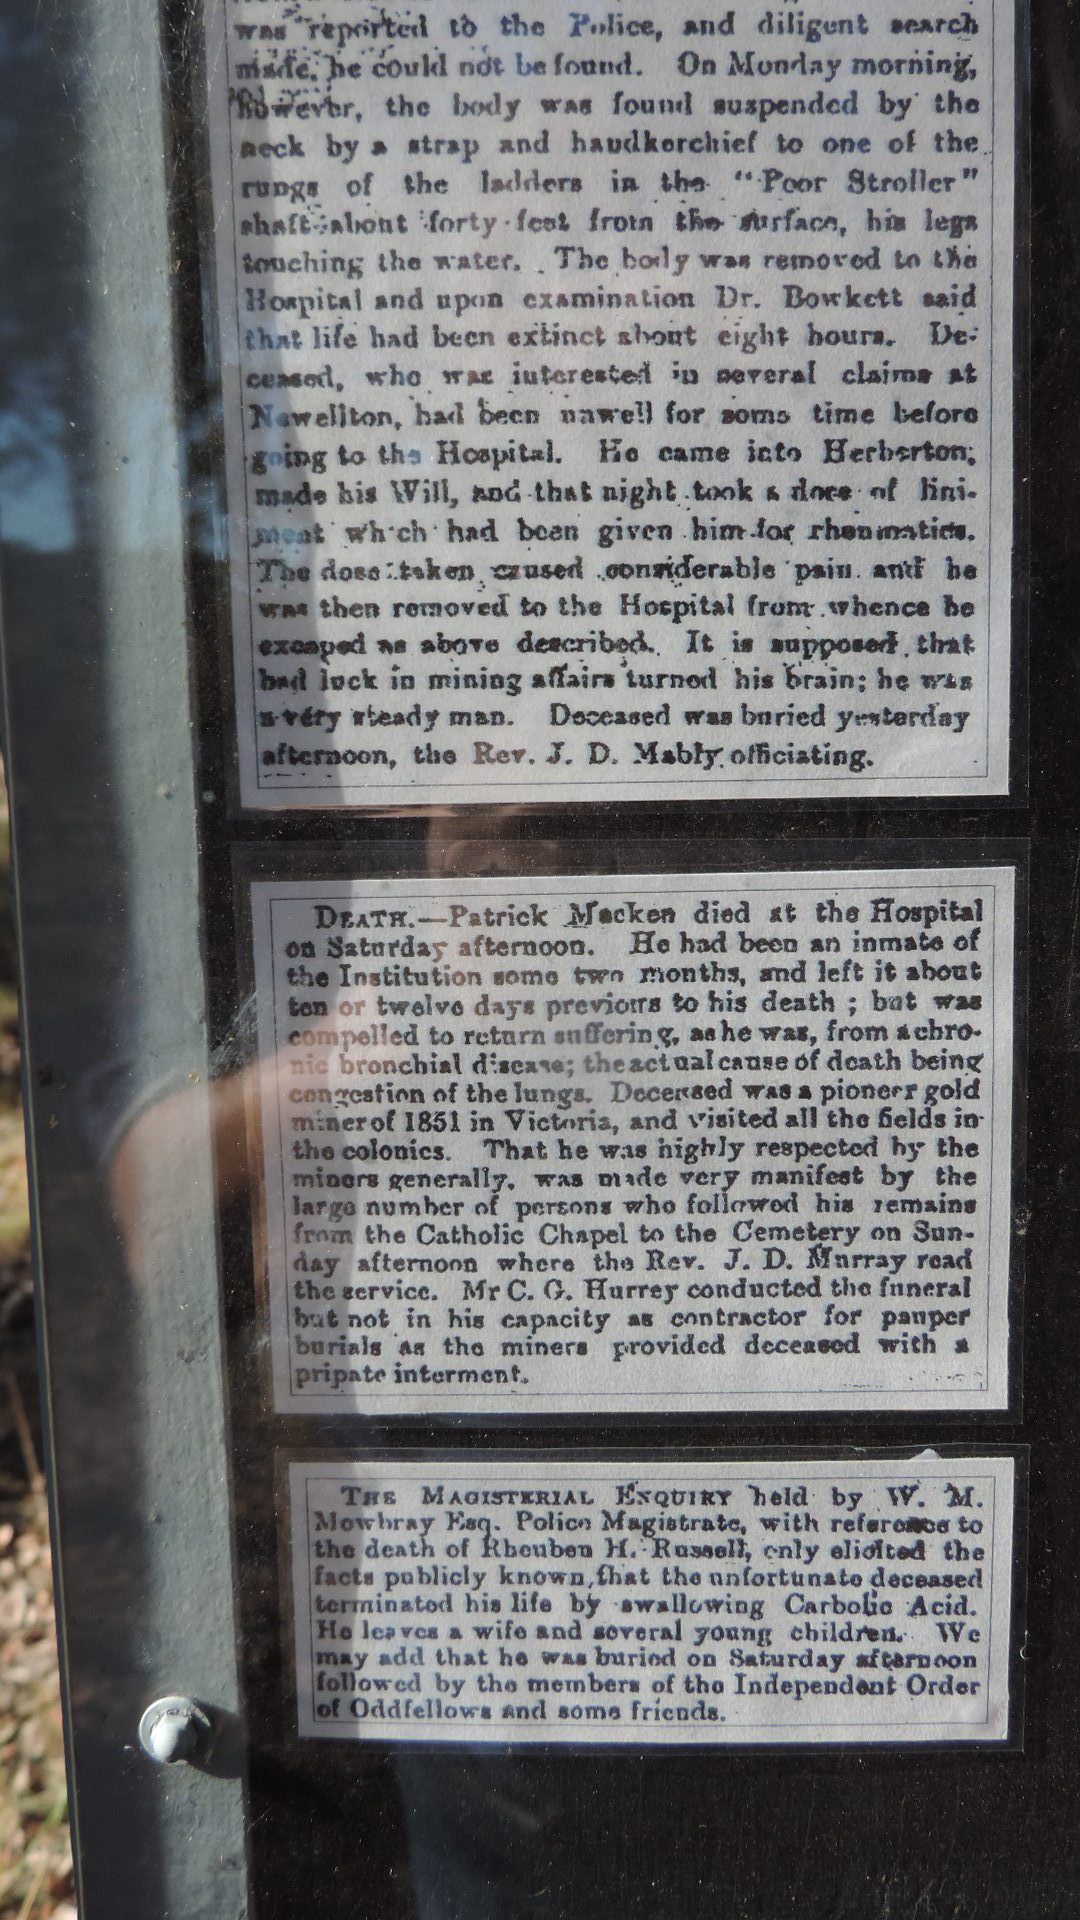 was reported to the Police, and diligent search
made, he could not be found. On Monday morning,
however, the body was found suspended by the
neck by a strap and handkerchief to one of the
rungs of the ladders in the "Poor Stroller"
shaft about forty feet from the surface, his legs
touching the water. The body was removed to the
Hospital and upon examination Dr. Bowkett said
that life had been extinct about eight hours. De-
ceased, who was interested in several claims at
Newellton, had been unwell for some time before
going to the Hospital. He came into Herberton,
made his Will, and that night took a dose of lini-
ment which had been given him for rheumatics.
The dose taken caused considerable pain and he
was then removed to the Hospital from whence he
escaped as above described. It is supposed that
bad luck in mining affairs turned his brain; he was
a very steady man. Deceased was buried yesterday
afternoon, the Rev. J. D. Mably officiating.
DEATH.—Patrick Macken died at the Hospital
on Saturday afternoon. He had been an inmate of
the Institution some two months, and left it about
ten or twelve days previous to his death ; but was
compelled to return suffering, as he was, from a chro-
nic bronchial disease; the actual cause of death being
congestion of the lungs. Deceased was a pioneer gold
miner of 1851 in Victoria, and visited all the fields in
the colonies. That he was highly respected by the
miners generally, was made very manifest by the
large number of persons who followed his remains
from the Catholic Chapel to the Cemetery on Sun-
day afternoon where the Rev. J. D. Murray read
the service. Mr C. G. Hurrey conducted the funeral
but not in his capacity as contractor for pauper
burials as the miners provided deceased with a
pripate interment.
THE MAGISTERIAL ENQUIRY held by W. M.
Mowbray Esq. Police Magistrate, with reference to
the death of Rheuben H. Russell, only elicited the
facts publicly known, that the unfortunate deceased
terminated his life by swallowing Carbolic Acid.
He leaves a wife and several young children. We
may add that he was buried on Saturday afternoon
followed by the members of the Independent Order
of Oddfellows and some friends.